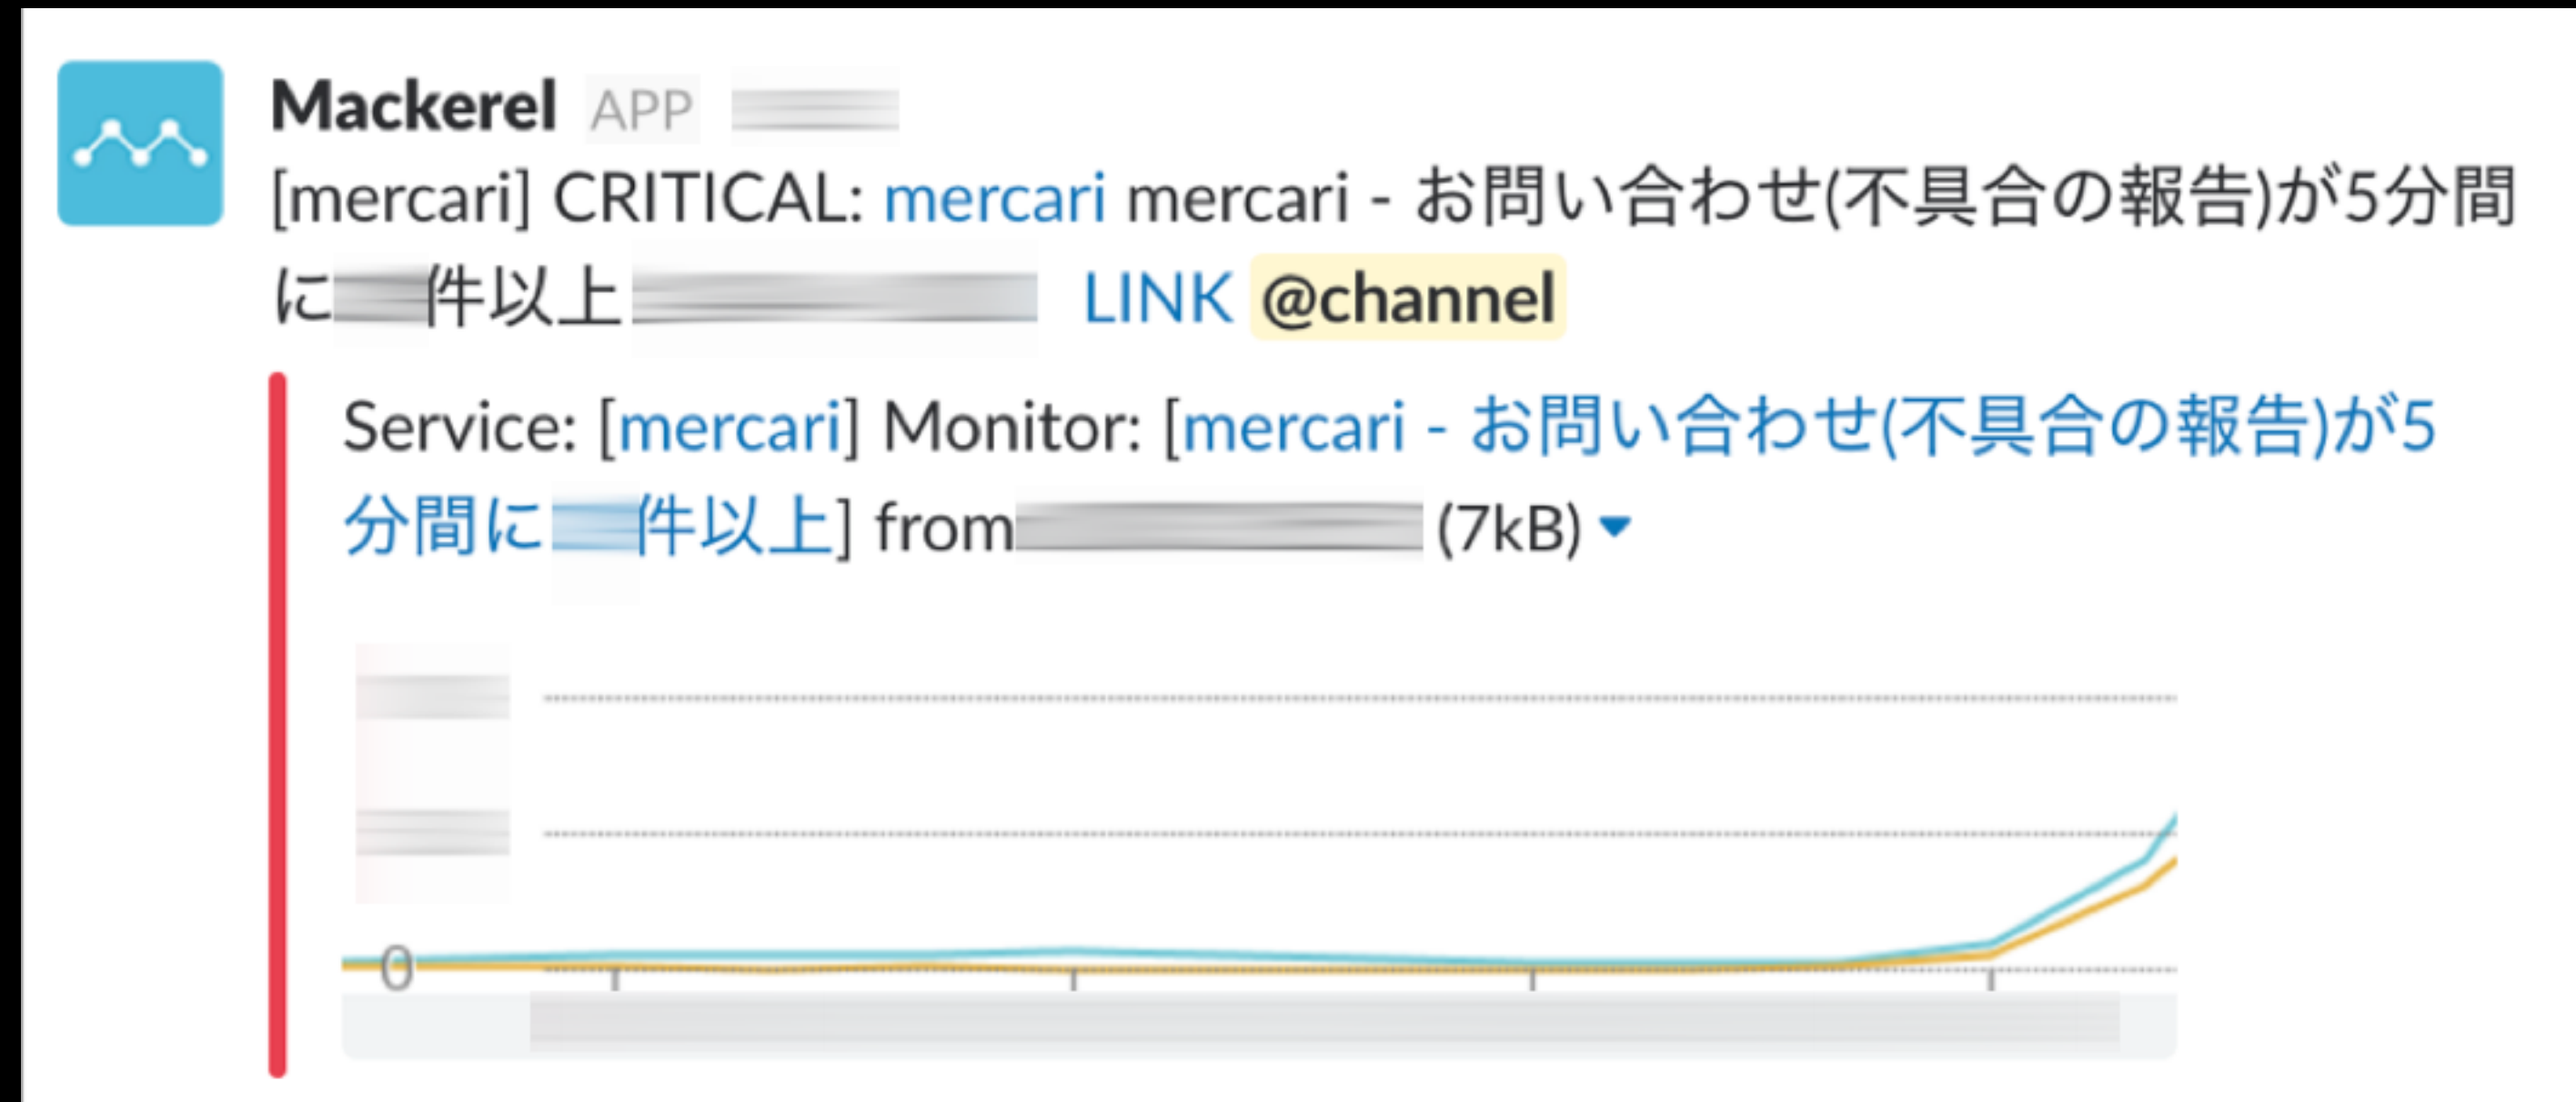 Mackerel APP
[mercari] CRITICAL: mercari mercari - お問い合わせ(不具合の報告)が5分間
に件以上 LINK @channel
Service: [mercari] Monitor: [mercari - お問い合わせ(不具合の報告)が5
分間に件以上] from (7kB)
0